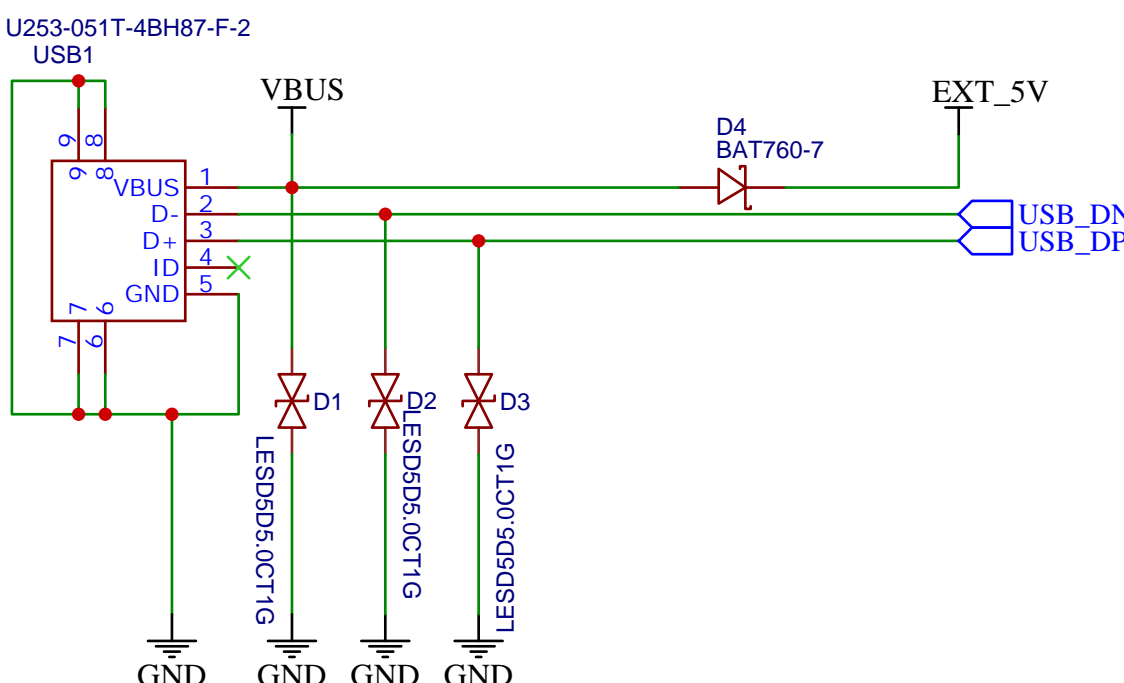 U253-051T-4BH87-F-2
USB1
VBUS
EXT_5V
D4
BAT760-7
9
8
9
8
VBUS
1
D-
2
D+
3
ID
4
GND
5
7
6
7
6
USB_DN
USB_DP
D1
LESD5D5.0CT1G
D2
LESD5D5.0CT1G
D3
LESD5D5.0CT1G
GND
GND
GND
GND